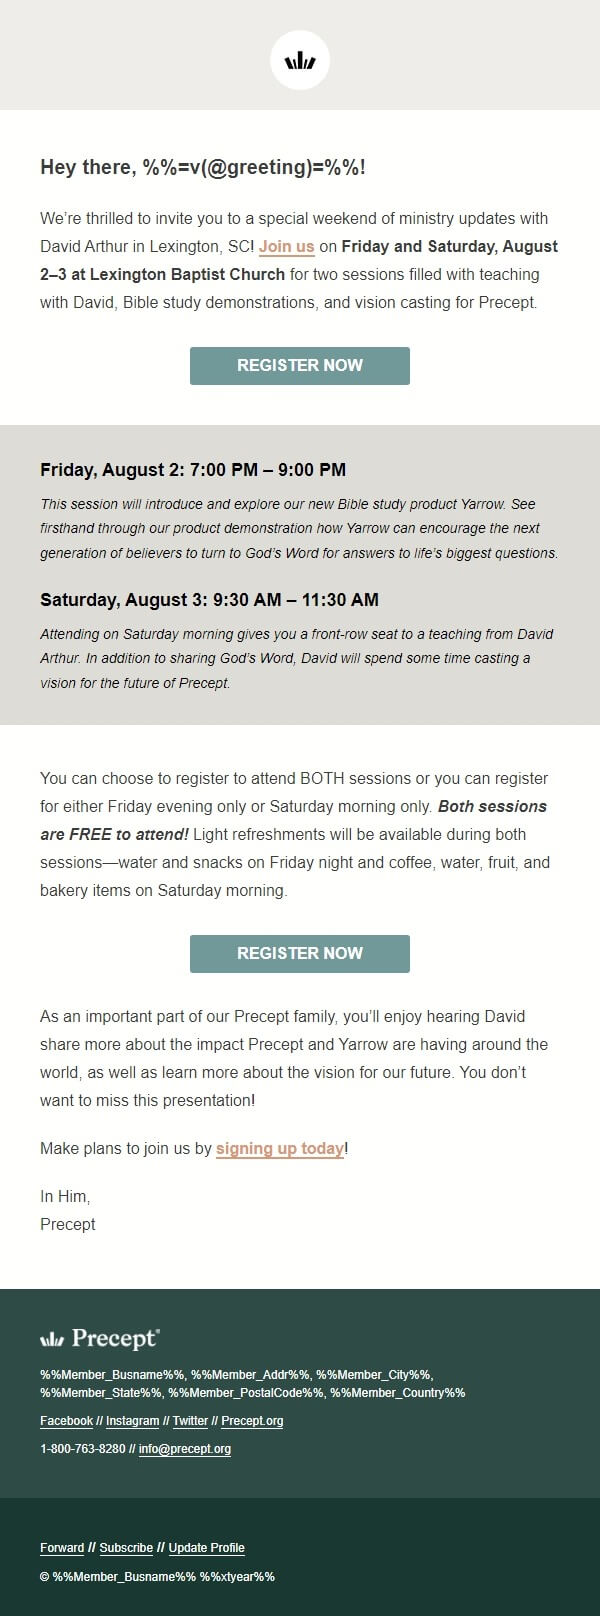 Hey there, %%=v(@greeting)=%%!
We’re thrilled to invite you to a special weekend of ministry updates with
David Arthur in Lexington, SC! Join us on Friday and Saturday, August
2–3 at Lexington Baptist Church for two sessions filled with teaching
with David, Bible study demonstrations, and vision casting for Precept.
REGISTER NOW
Friday, August 2: 7:00 PM – 9:00 PM
This session will introduce and explore our new Bible study product Yarrow. See
firsthand through our product demonstration how Yarrow can encourage the next
generation of believers to turn to God’s Word for answers to life’s biggest questions.
Saturday, August 3: 9:30 AM – 11:30 AM
Attending on Saturday morning gives you a front-row seat to a teaching from David
Arthur. In addition to sharing God’s Word, David will spend some time casting a
vision for the future of Precept.
You can choose to register to attend BOTH sessions or you can register
for either Friday evening only or Saturday morning only. Both sessions
are FREE to attend! Light refreshments will be available during both
sessions—water and snacks on Friday night and coffee, water, fruit, and
bakery items on Saturday morning.
REGISTER NOW
As an important part of our Precept family, you’ll enjoy hearing David
share more about the impact Precept and Yarrow are having around the
world, as well as learn more about the vision for our future. You don’t
want to miss this presentation!
Make plans to join us by signing up today!
In Him,
Precept
Precept®
%%Member_Busname%%, %%Member_Addr%%, %%Member_City%%,
%%Member_State%%, %%Member_PostalCode%%, %%Member_Country%%
Facebook // Instagram // Twitter // Precept.org
1-800-763-8280 // info@precept.org
Forward // Subscribe // Update Profile
© %%Member_Busname%% %%xtyear%%